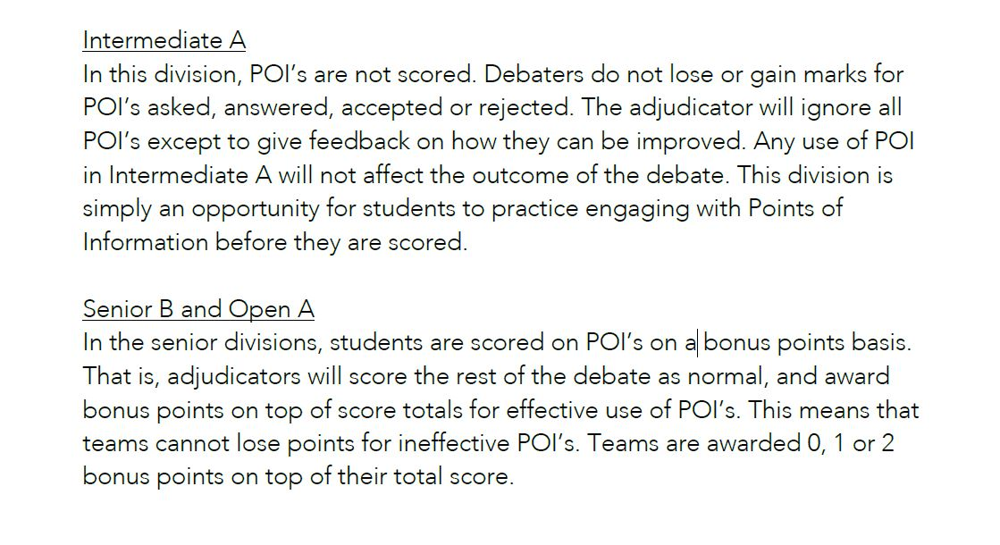 Intermediate A
In this division, POI’s are not scored. Debaters do not lose or gain marks for
POI’s asked, answered, accepted or rejected. The adjudicator will ignore all
POI’s except to give feedback on how they can be improved. Any use of POI
in Intermediate A will not affect the outcome of the debate. This division is
simply an opportunity for students to practice engaging with Points of
Information before they are scored.
Senior B and Open A
In the senior divisions, students are scored on POI’s on a bonus points basis.
That is, adjudicators will score the rest of the debate as normal, and award
bonus points on top of score totals for effective use of POI’s. This means that
teams cannot lose points for ineffective POI’s. Teams are awarded 0, 1 or 2
bonus points on top of their total score.